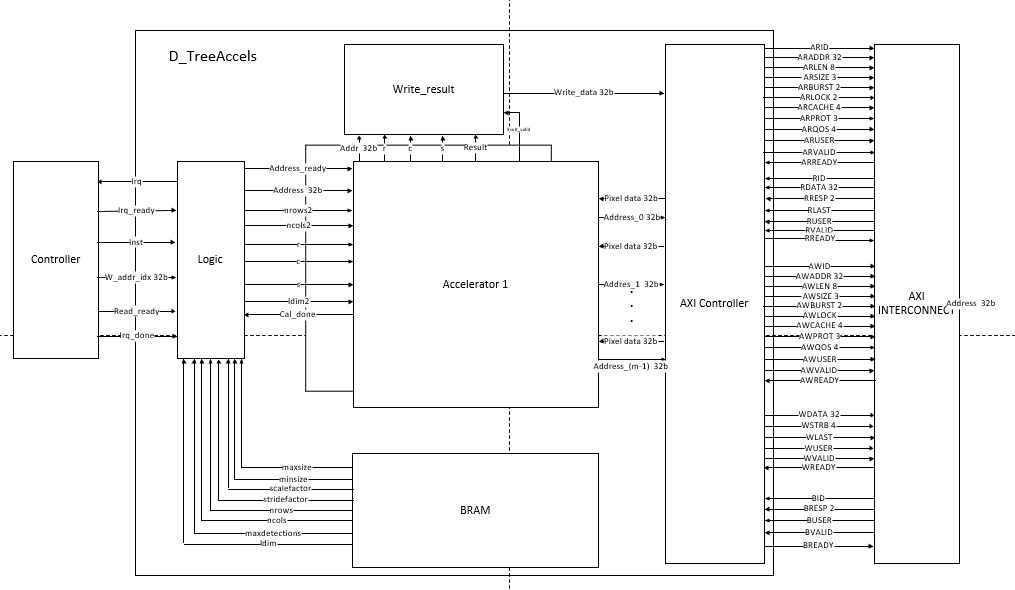 D_TreeAccels
Write_result
Write_data 32b
Addr_32b
r
c
s
Result
Controller
Irq
Irq_ready
Inst
W_addr_idx 32b
Read_ready
Irq_done
Logic
Address_ready
Address 32b
nrows2
ncols2
r
c
s
ldim2
Cal_done
Accelerator 1
Pixel data 32b
Address_0 32b
Pixel data 32b
Addres_1 32b
.
.
.
Pixel data 32b
Address_(m-1) 32b
AXI Controller
ARID
ARADDR 32
ARLEN 8
ARSIZE 3
ARBURST 2
ARLOCK 2
ARCACHE 4
ARPROT 3
ARQOS 4
ARUSER
ARVALID
ARREADY
RID
RDATA 32
RRESP 2
RLAST
RUSER
RVALID
RREADY
AWID
AWADDR 32
AWLEN 8
AWSIZE 3
AWBURST 2
AWLOCK
AWCACHE 4
AWPROT 3
AWQOS 4
AWUSER
AWVALID
AWREADY
WDATA 32
WSTRB 4
WLAST
WUSER
WVALID
WREADY
BID
BRESP 2
BUSER
BVALID
BREADY
AXI
INTERCONNECT
Address 32b
maxsize
minsize
scalefactor
stridefactor
nrows
ncols
maxdetections
ldim
BRAM